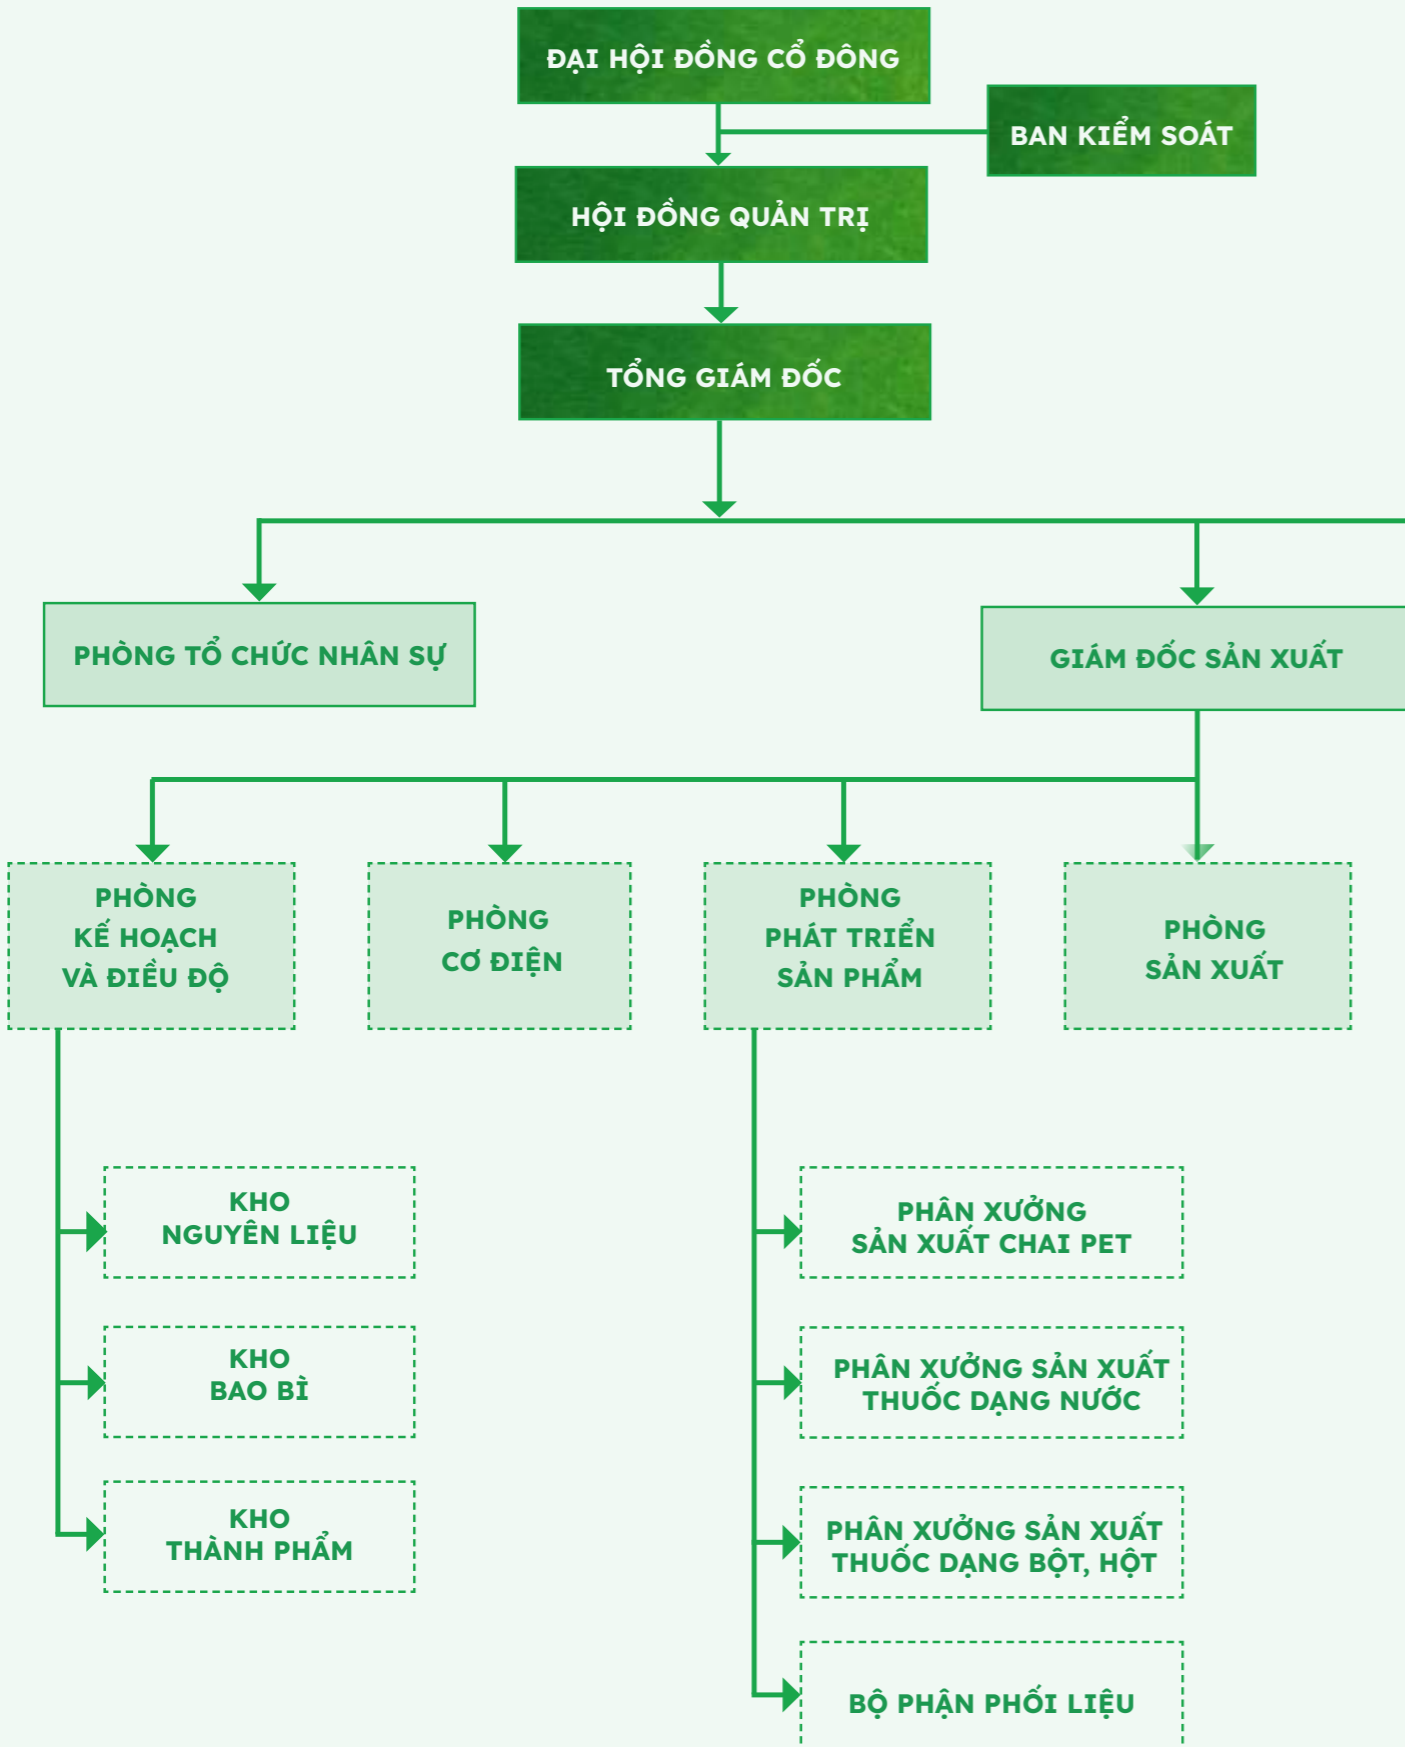 ĐẠI HỘI ĐỒNG CỔ ĐÔNG
BAN KIỂM SOÁT
HỘI ĐỒNG QUẢN TRỊ
TỔNG GIÁM ĐỐC
PHÒNG TỔ CHỨC NHÂN SỰ
GIÁM ĐỐC SẢN XUẤT
PHÒNG
KẾ HOẠCH
VÀ ĐIỀU ĐỘ
PHÒNG
CƠ ĐIỆN
PHÒNG
PHÁT TRIỂN
SẢN PHẨM
PHÒNG
SẢN XUẤT
KHO
NGUYÊN LIỆU
KHO
BAO BÌ
KHO
THÀNH PHẨM
PHÂN XƯỞNG
SẢN XUẤT CHAI PET
PHÂN XƯỞNG SẢN XUẤT
THUỐC DẠNG NƯỚC
PHÂN XƯỞNG SẢN XUẤT
THUỐC DẠNG BỘT, HỘT
BỘ PHẬN PHỐI LIỆU